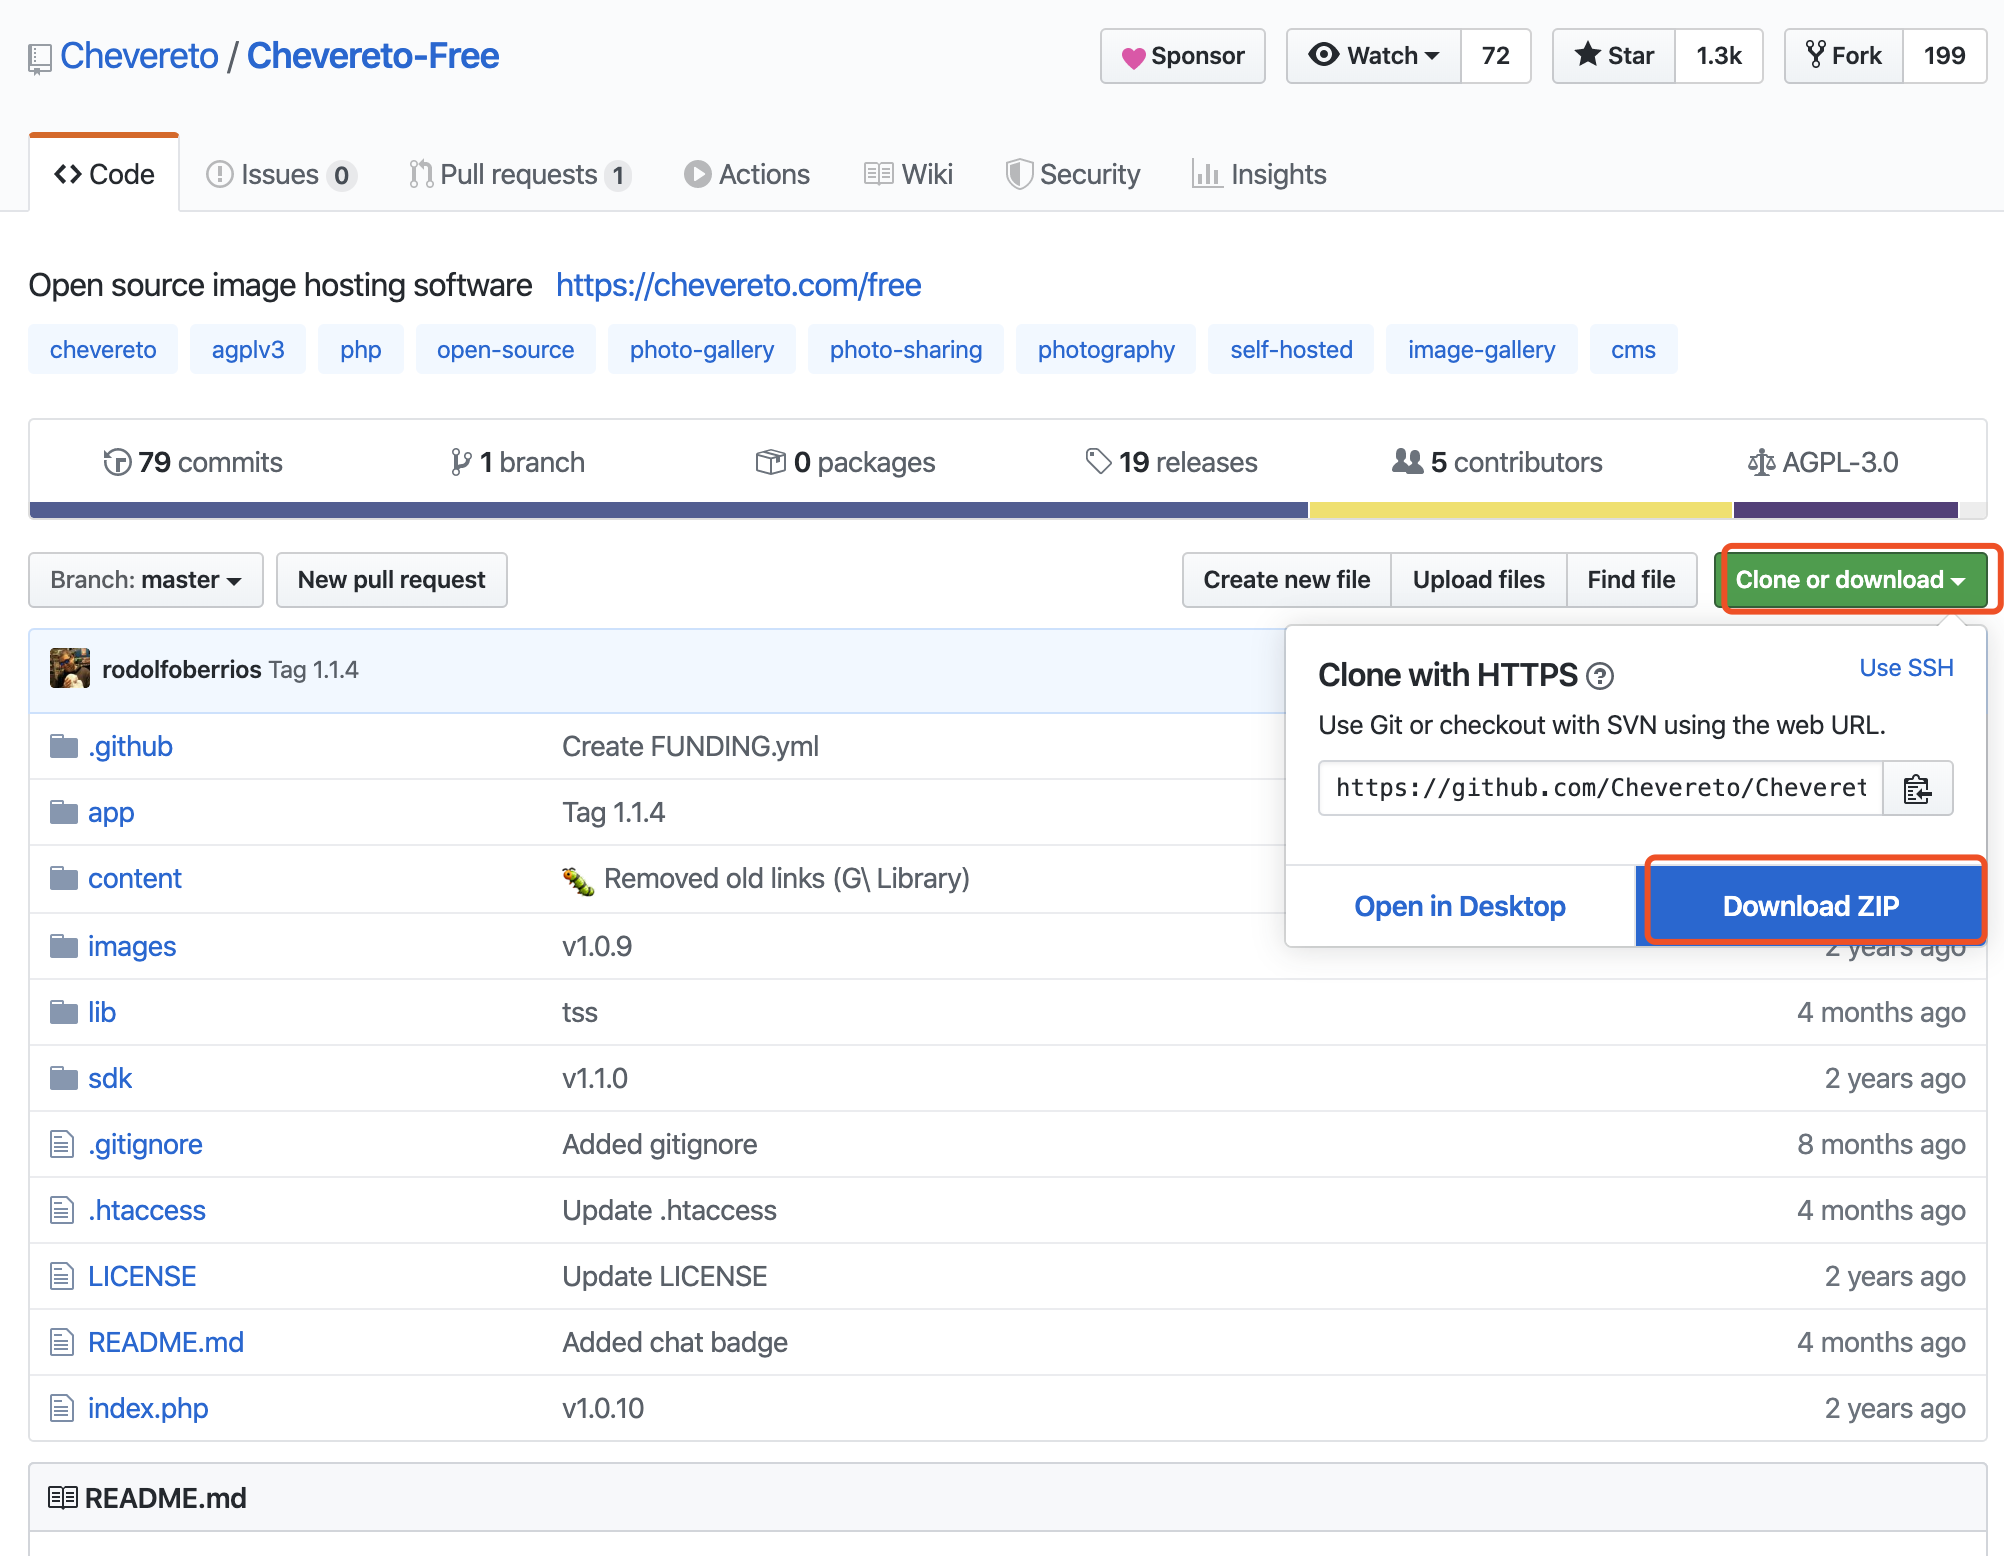 Chevereto / Chevereto-Free
Sponsor Watch 72 Star 1.3k Fork 199
Code Issues 0 Pull requests 1 Actions Wiki Security Insights
Open source image hosting software https://chevereto.com/free
chevereto agplv3 php open-source photo-gallery photo-sharing photography self-hosted image-gallery cms
79 commits 1 branch 0 packages 19 releases 5 contributors AGPL-3.0
Branch: master New pull request Create new file Upload files Find file Clone or download
rodolfoberrios Tag 1.1.4
Clone with HTTPS ? Use SSH
Use Git or checkout with SVN using the web URL.
https://github.com/Chevereto/Cheveret
Open in Desktop Download ZIP
.github Create FUNDING.yml
app Tag 1.1.4
content Removed old links (G\ Library)
images v1.0.9 2 years ago
lib tss 4 months ago
sdk v1.1.0 2 years ago
.gitignore Added gitignore 8 months ago
.htaccess Update .htaccess 4 months ago
LICENSE Update LICENSE 2 years ago
README.md Added chat badge 4 months ago
index.php v1.0.10 2 years ago
README.md